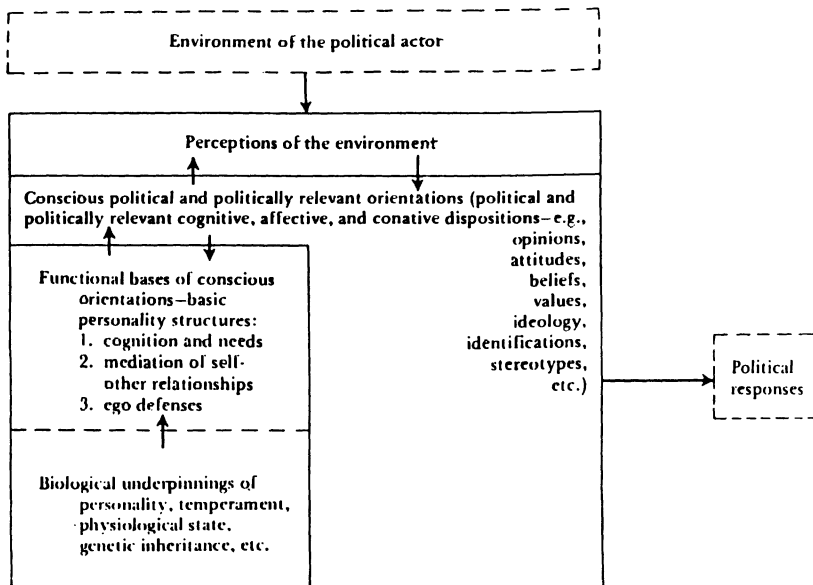 Environment of the political actor
Perceptions of the environment
Conscious political and politically relevant orientations (political and
politically relevant cognitive, affective, and conative dispositions—e.g.,
opinions,
attitudes,
beliefs,
values,
ideology,
identifications,
stereotypes,
etc.)
Functional bases of conscious
orientations—basic
personality structures:
1. cognition and needs
2. mediation of self-
other relationships
3. ego defenses
Biological underpinnings of
personality, temperament,
physiological state,
genetic inheritance, etc.
Political
responses